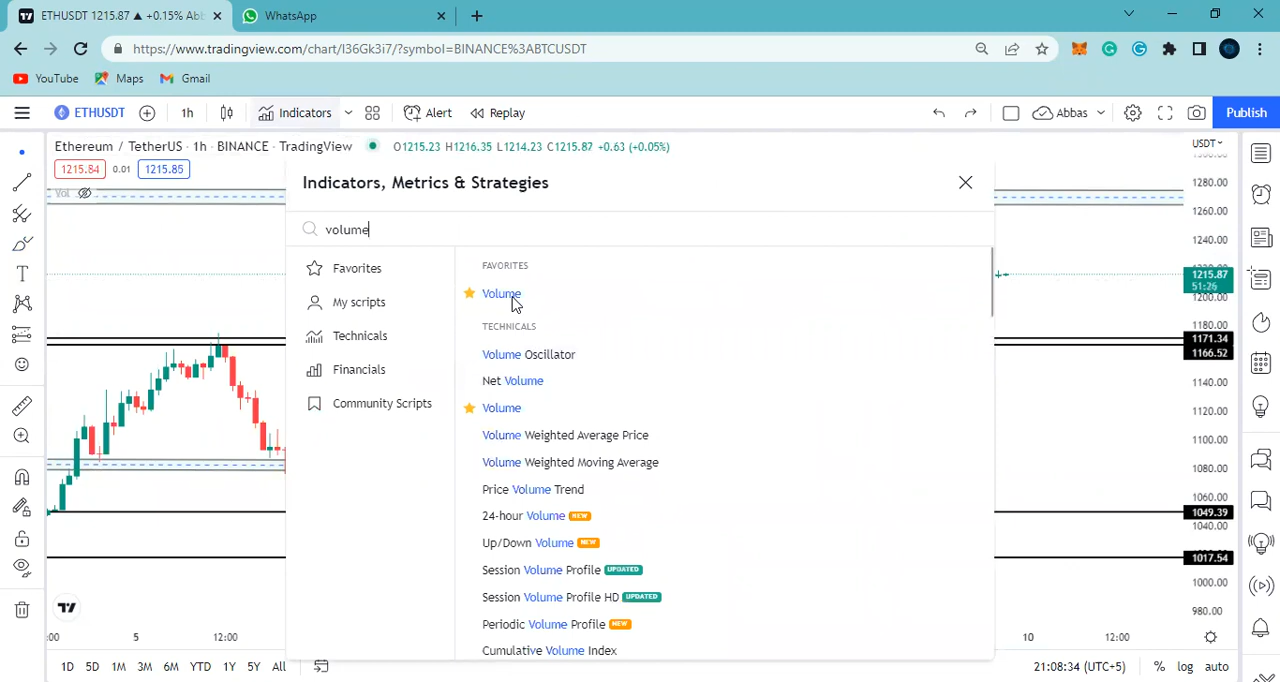 ETHUSDT 1215.87 ▲ +0.15% Ab
WhatsApp
https://www.tradingview.com/chart/I36Gk3i7/?symbol=BINANCE%3ABTCUSDT
YouTube Maps Gmail
ETHUSDT 1h Indicators Alert Replay Abbas Publish
Ethereum / TetherUS · 1h · BINANCE · TradingView O1215.23 H1216.35 L1214.23 C1215.87 +0.63 (+0.05%) USDT
1215.84 0.01 1215.85
Vol
Indicators, Metrics & Strategies
volume
Favorites
My scripts
Technicals
Financials
Community Scripts
FAVORITES
Volume
TECHNICALS
Volume Oscillator
Net Volume
Volume
Volume Weighted Average Price
Volume Weighted Moving Average
Price Volume Trend
24-hour Volume NEW
Up/Down Volume NEW
Session Volume Profile UPDATED
Session Volume Profile HD UPDATED
Periodic Volume Profile NEW
Cumulative Volume Index
1280.00
1260.00
1240.00
1215.87
51:26
1200.00
1180.00
1171.34
1166.52
1140.00
1120.00
1100.00
1080.00
1060.00
1049.39
1040.00
1017.54
1000.00
980.00
:00 5 12:00 10 12:00
1D 5D 1M 3M 6M YTD 1Y 5Y All 21:08:34 (UTC+5) % log auto